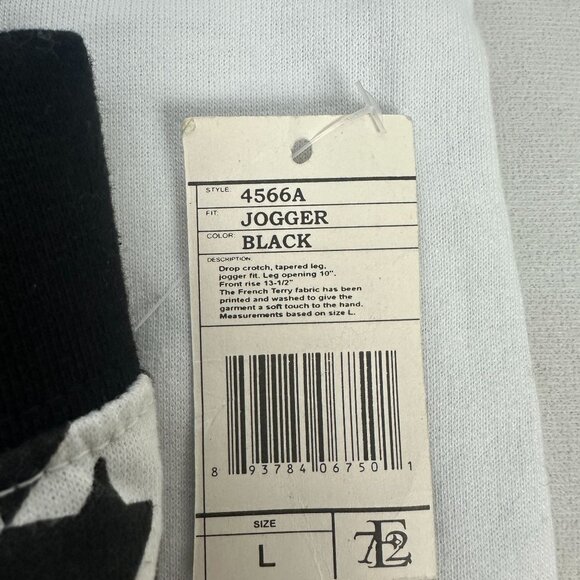 STYLE: 4566A
FIT: JOGGER
COLOR: BLACK
DESCRIPTION:
Drop crotch, tapered leg,
jogger fit. Leg opening 10".
Front rise 13-1/2"
The French Terry fabric has been
printed and washed to give the
garment a soft touch to the hand.
Measurements based on size L.
8 93784 06750 1
SIZE
L
7E2